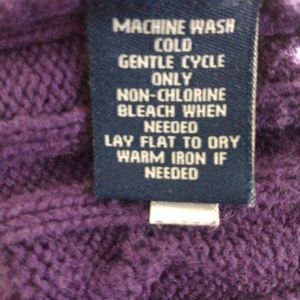 MACHINE WASH
COLD
GENTLE CYCLE
ONLY
NON-CHLORINE
BLEACH WHEN
NEEDED
LAY FLAT TO DRY
WARM IRON IF
NEEDED